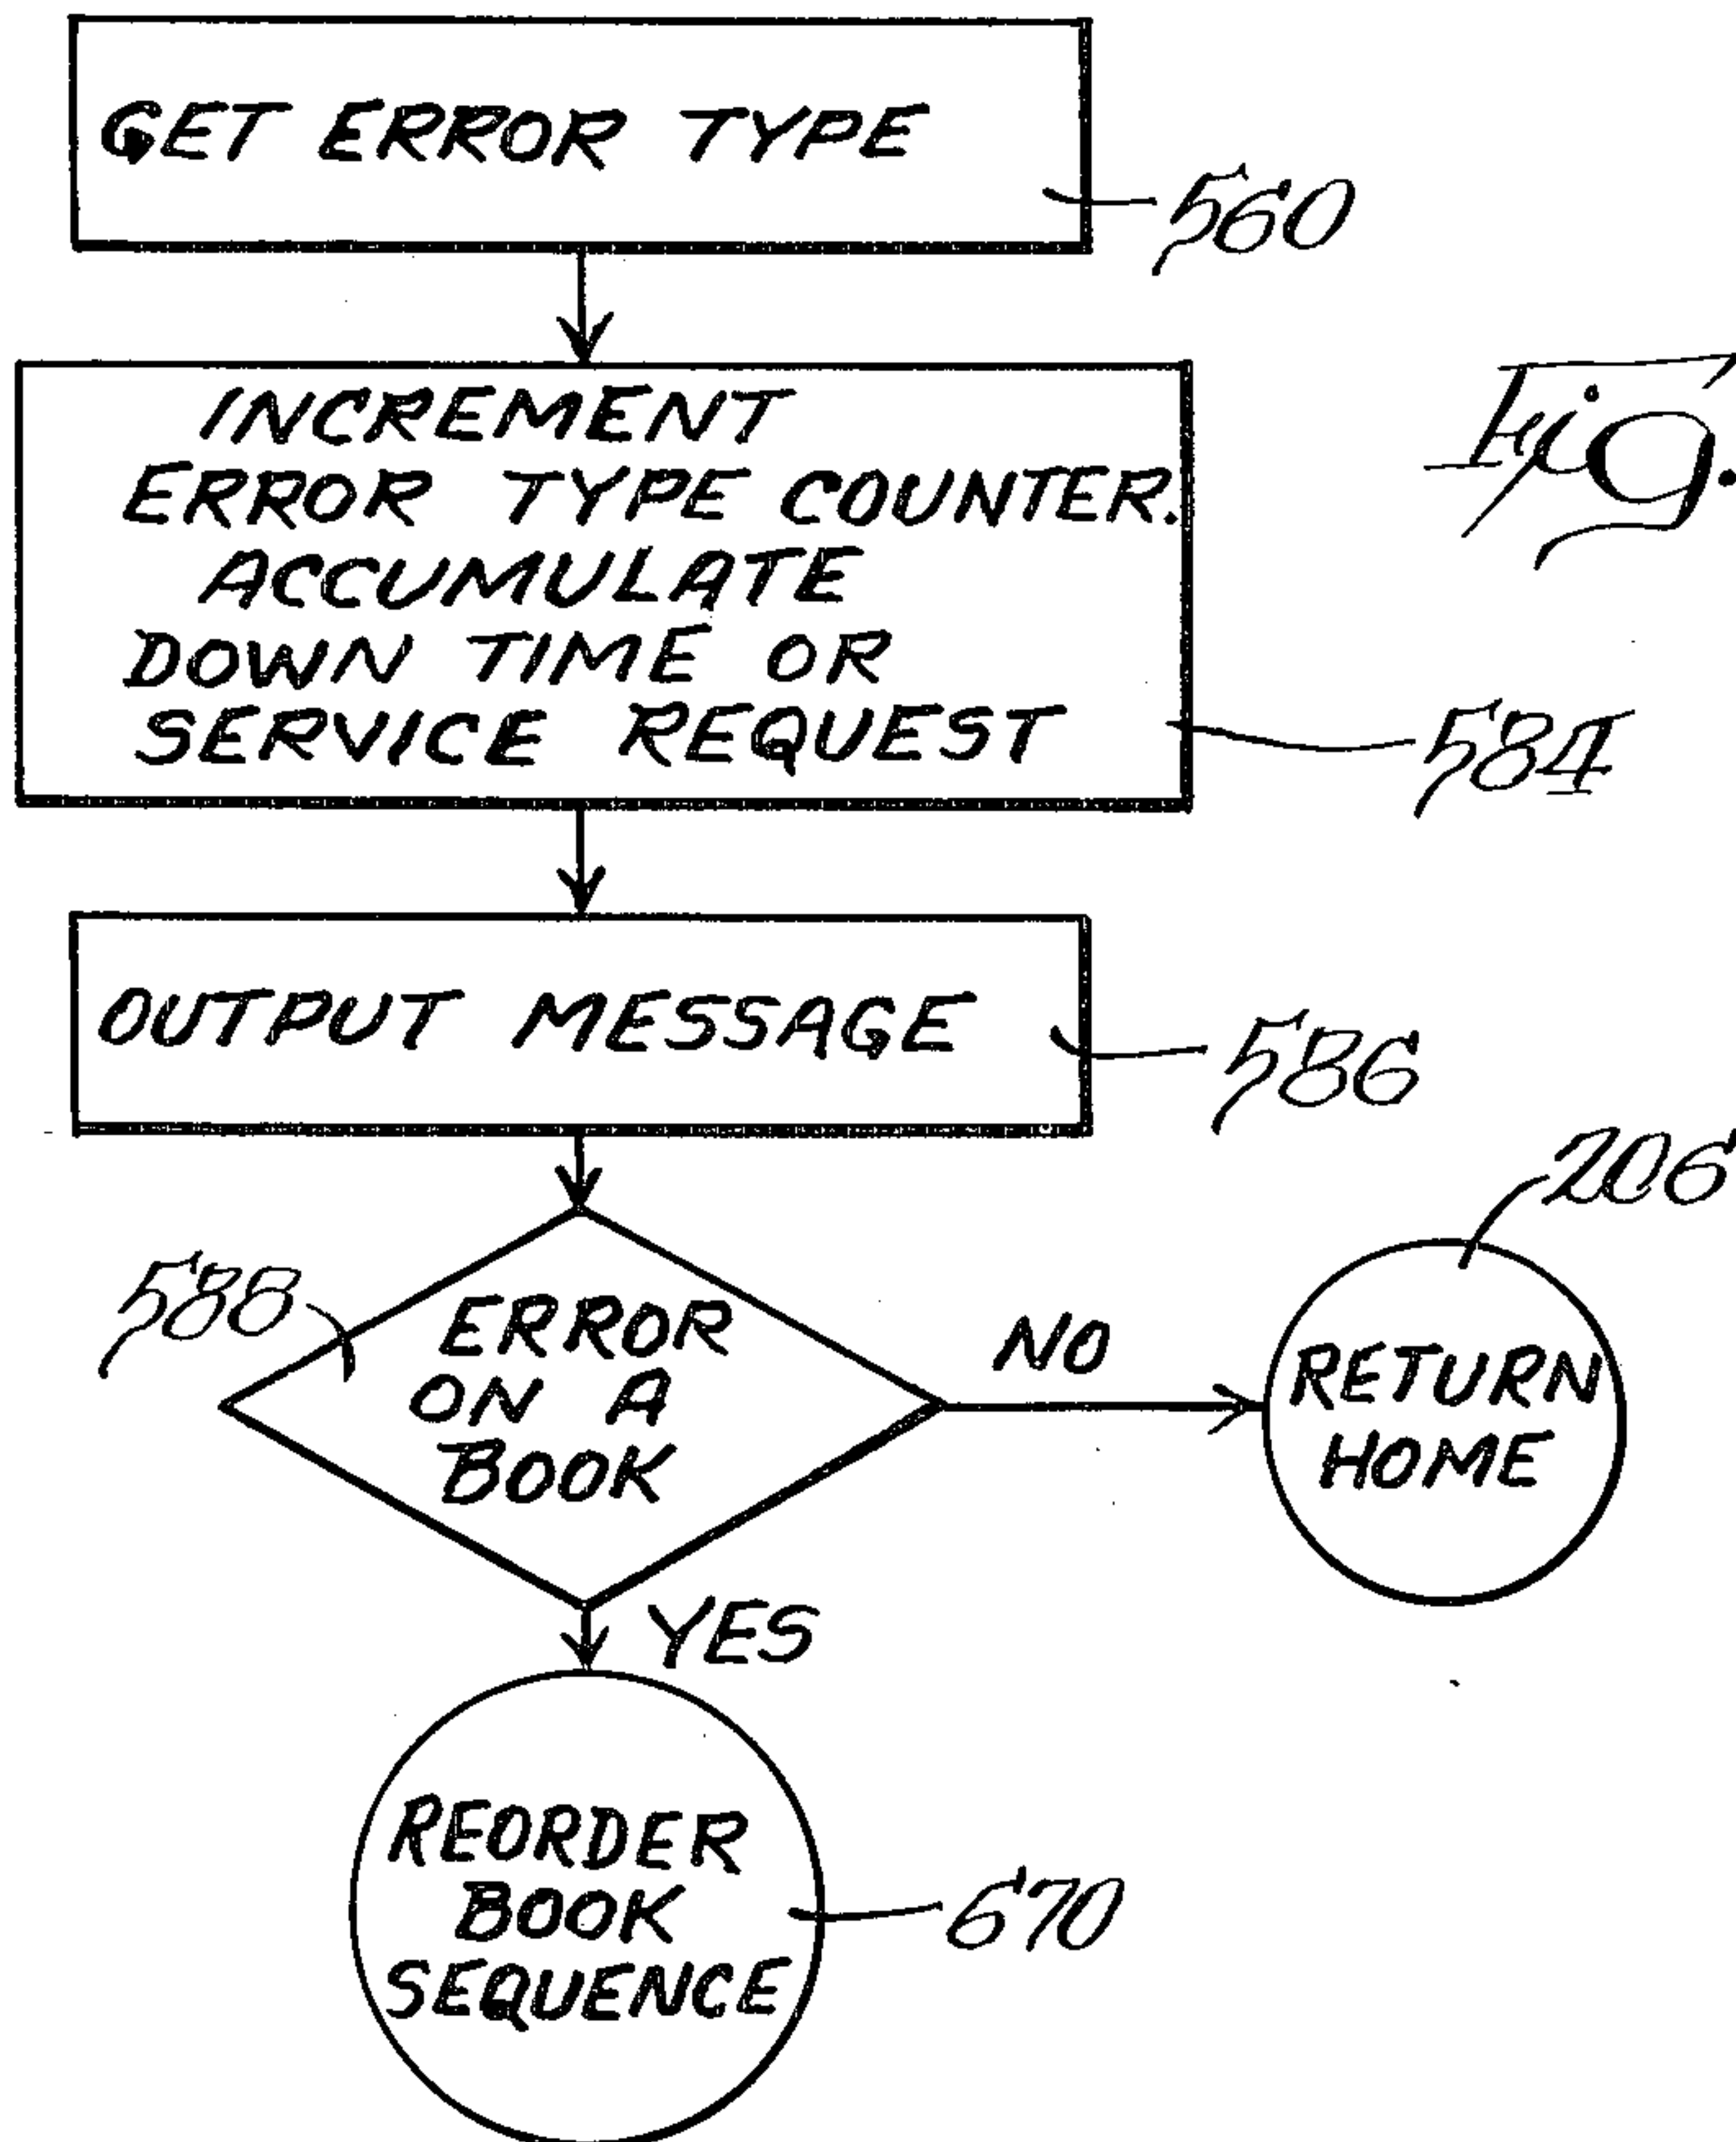 GET ERROR TYPE
560
INCREMENT
ERROR TYPE COUNTER.
ACCUMULATE
DOWN TIME OR
SERVICE REQUEST
Fig.
584
OUTPUT MESSAGE
586
206
588
ERROR
ON A
BOOK
NO
RETURN
HOME
YES
REORDER
BOOK
SEQUENCE
670